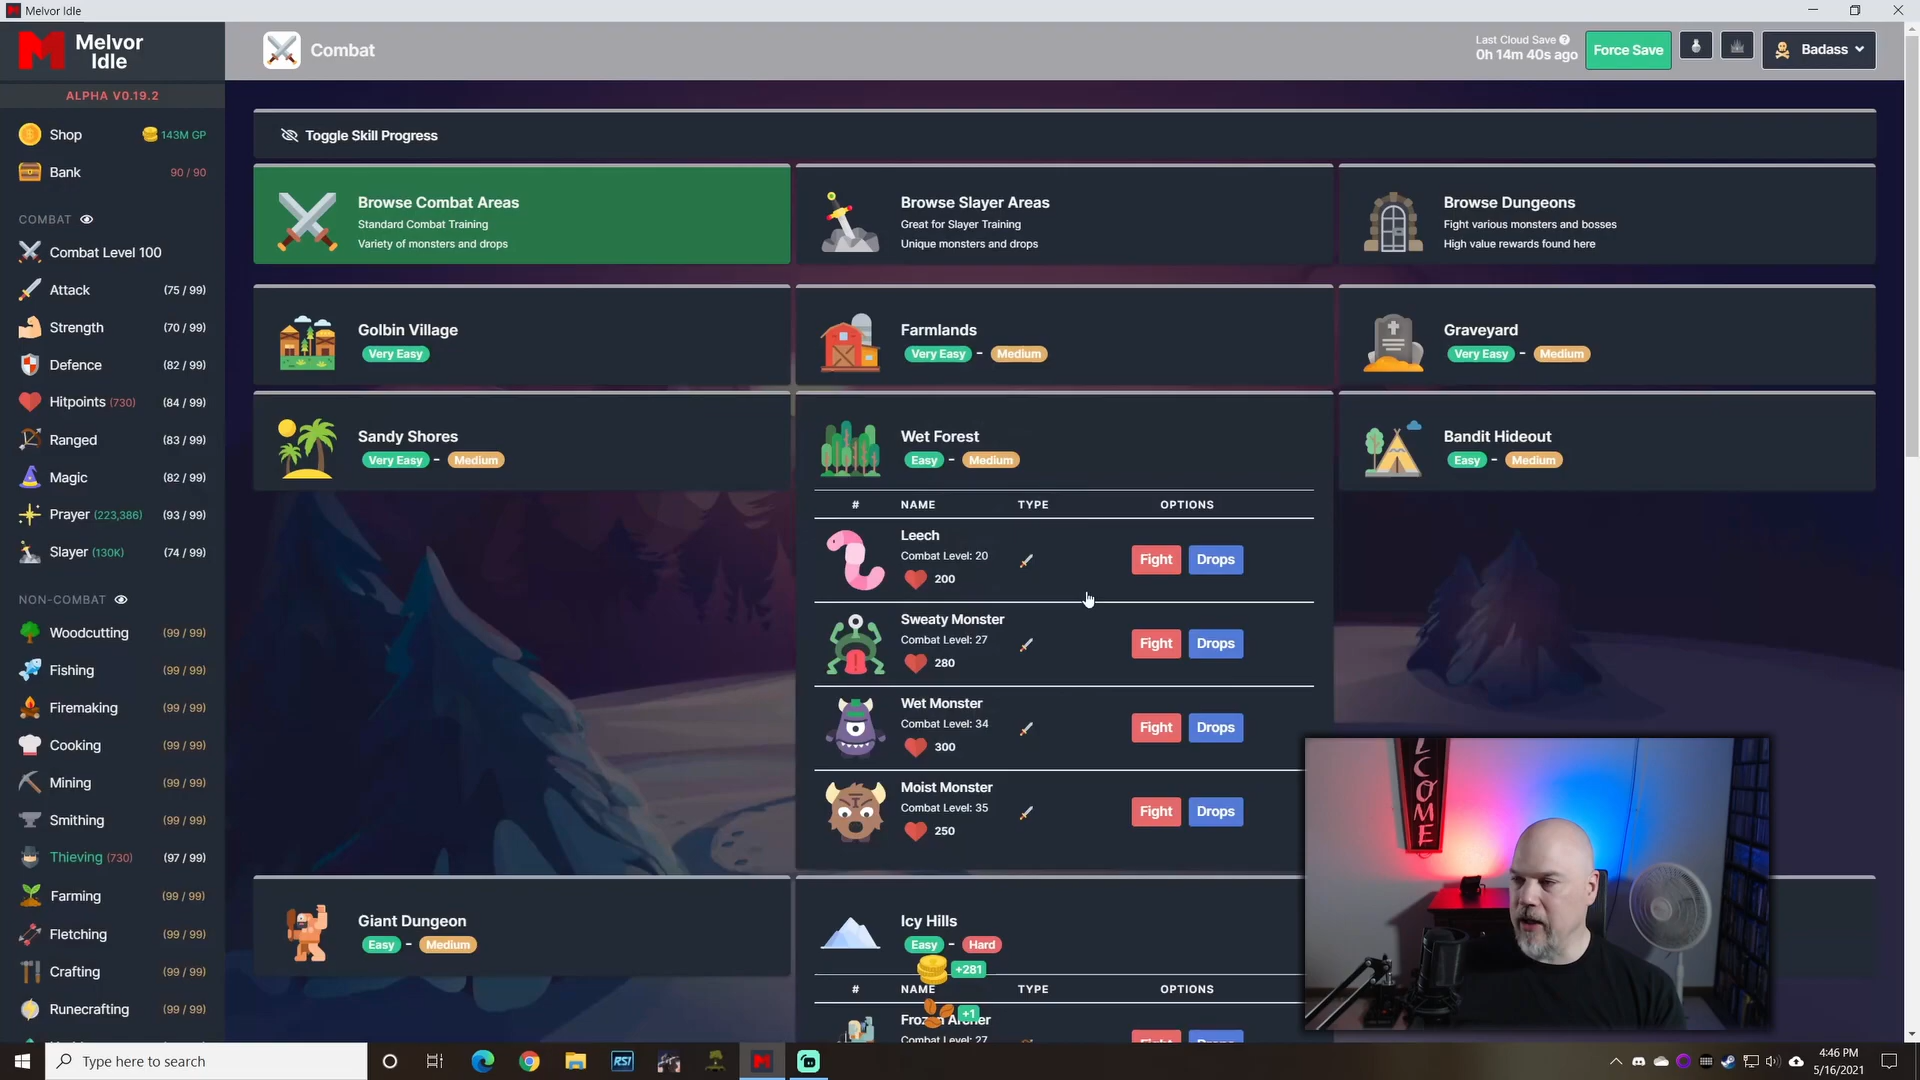 Melvor Idle
Melvor
Idle
ALPHA V0.19.2
Shop 143M GP
Bank 90 / 90
COMBAT
Combat Level 100
Attack (75 / 99)
Strength (70 / 99)
Defence (82 / 99)
Hitpoints (730) (84 / 99)
Ranged (83 / 99)
Magic (82 / 99)
Prayer (223,386) (93 / 99)
Slayer (130K) (74 / 99)
NON-COMBAT
Woodcutting (99 / 99)
Fishing (99 / 99)
Firemaking (99 / 99)
Cooking (99 / 99)
Mining (99 / 99)
Smithing (99 / 99)
Thieving (730) (97 / 99)
Farming (99 / 99)
Fletching (99 / 99)
Crafting (99 / 99)
Runecrafting (99 / 99)
Combat
Last Cloud Save
0h 14m 40s ago
Force Save
Badass
Toggle Skill Progress
Browse Combat Areas
Standard Combat Training
Variety of monsters and drops
Browse Slayer Areas
Great for Slayer Training
Unique monsters and drops
Browse Dungeons
Fight various monsters and bosses
High value rewards found here
Golbin Village
Very Easy
Farmlands
Very Easy - Medium
Graveyard
Very Easy - Medium
Sandy Shores
Very Easy - Medium
Wet Forest
Easy - Medium
Bandit Hideout
Easy - Medium
# NAME TYPE OPTIONS
Leech
Combat Level: 20
200
Fight Drops
Sweaty Monster
Combat Level: 27
280
Fight Drops
Wet Monster
Combat Level: 34
300
Fight Drops
Moist Monster
Combat Level: 35
250
Fight Drops
Giant Dungeon
Easy - Medium
Icy Hills
Easy - Hard
+281
# NAME TYPE OPTIONS
+1
Frozen Archer
Combat Level: 27
Fight Drops
LCOME
Type here to search
RSI
4:46 PM
5/16/2021